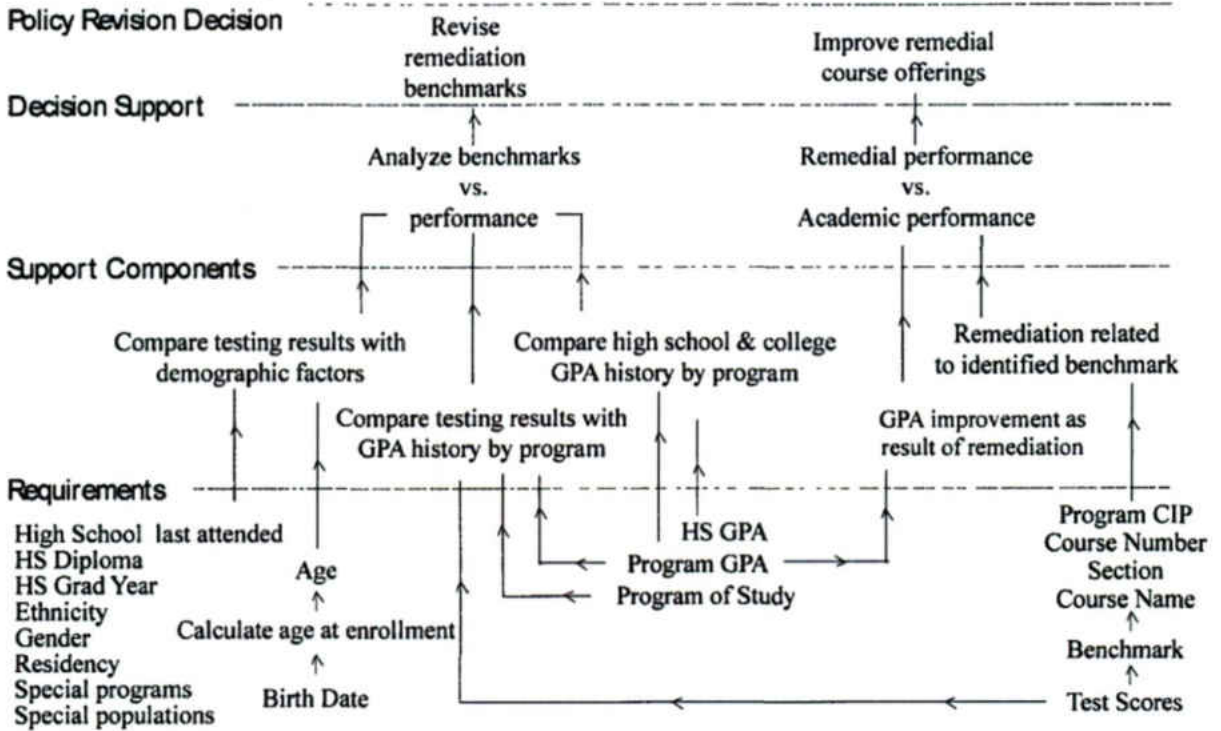 Policy Revision Decision
Revise
remediation
benchmarks
Improve remedial
course offerings
Decision Support
Analyze benchmarks
vs.
performance
Remedial performance
vs.
Academic performance
Support Components
Compare testing results with
demographic factors
Compare high school & college
GPA history by program
Remediation related
to identified benchmark
Compare testing results with
GPA history by program
GPA improvement as
result of remediation
Requirements
High School last attended
HS Diploma
HS Grad Year
Ethnicity
Gender
Residency
Special programs
Special populations
Age
Calculate age at enrollment
Birth Date
HS GPA
Program GPA
Program of Study
Program CIP
Course Number
Section
Course Name
Benchmark
Test Scores